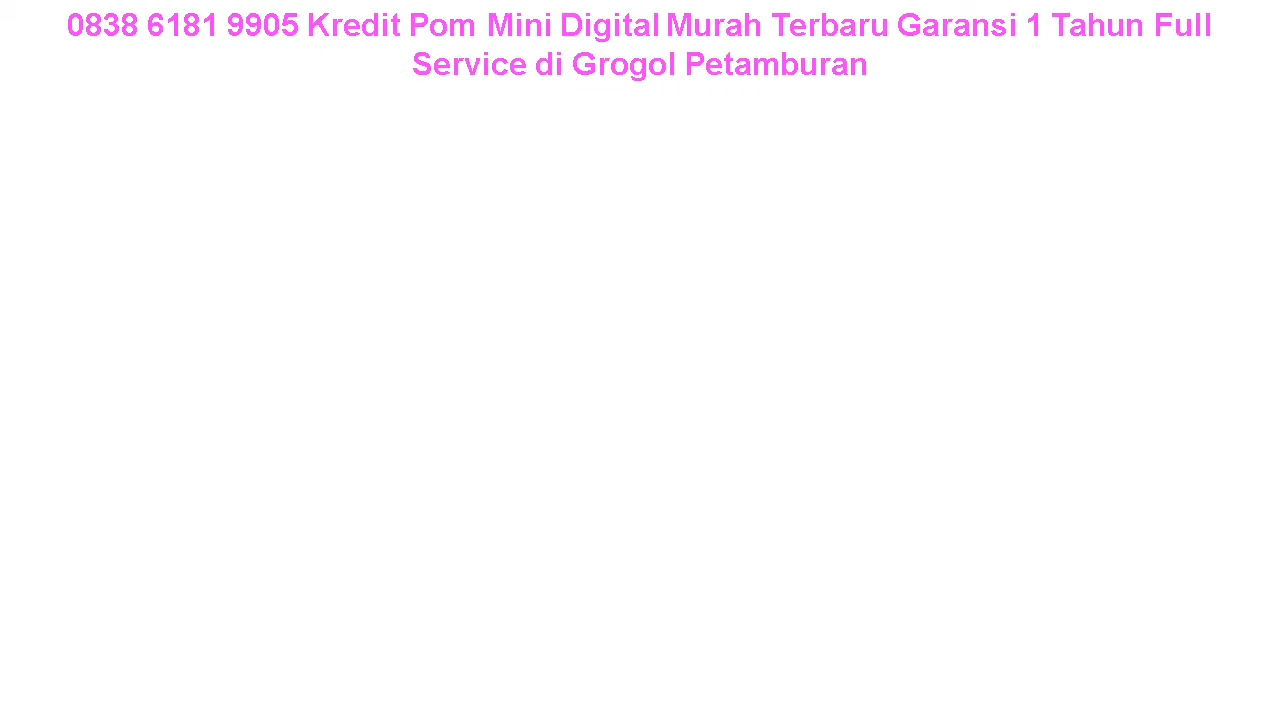 0838 6181 9905 Kredit Pom Mini Digital Murah Terbaru Garansi 1 Tahun Full
Service di Grogol Petamburan